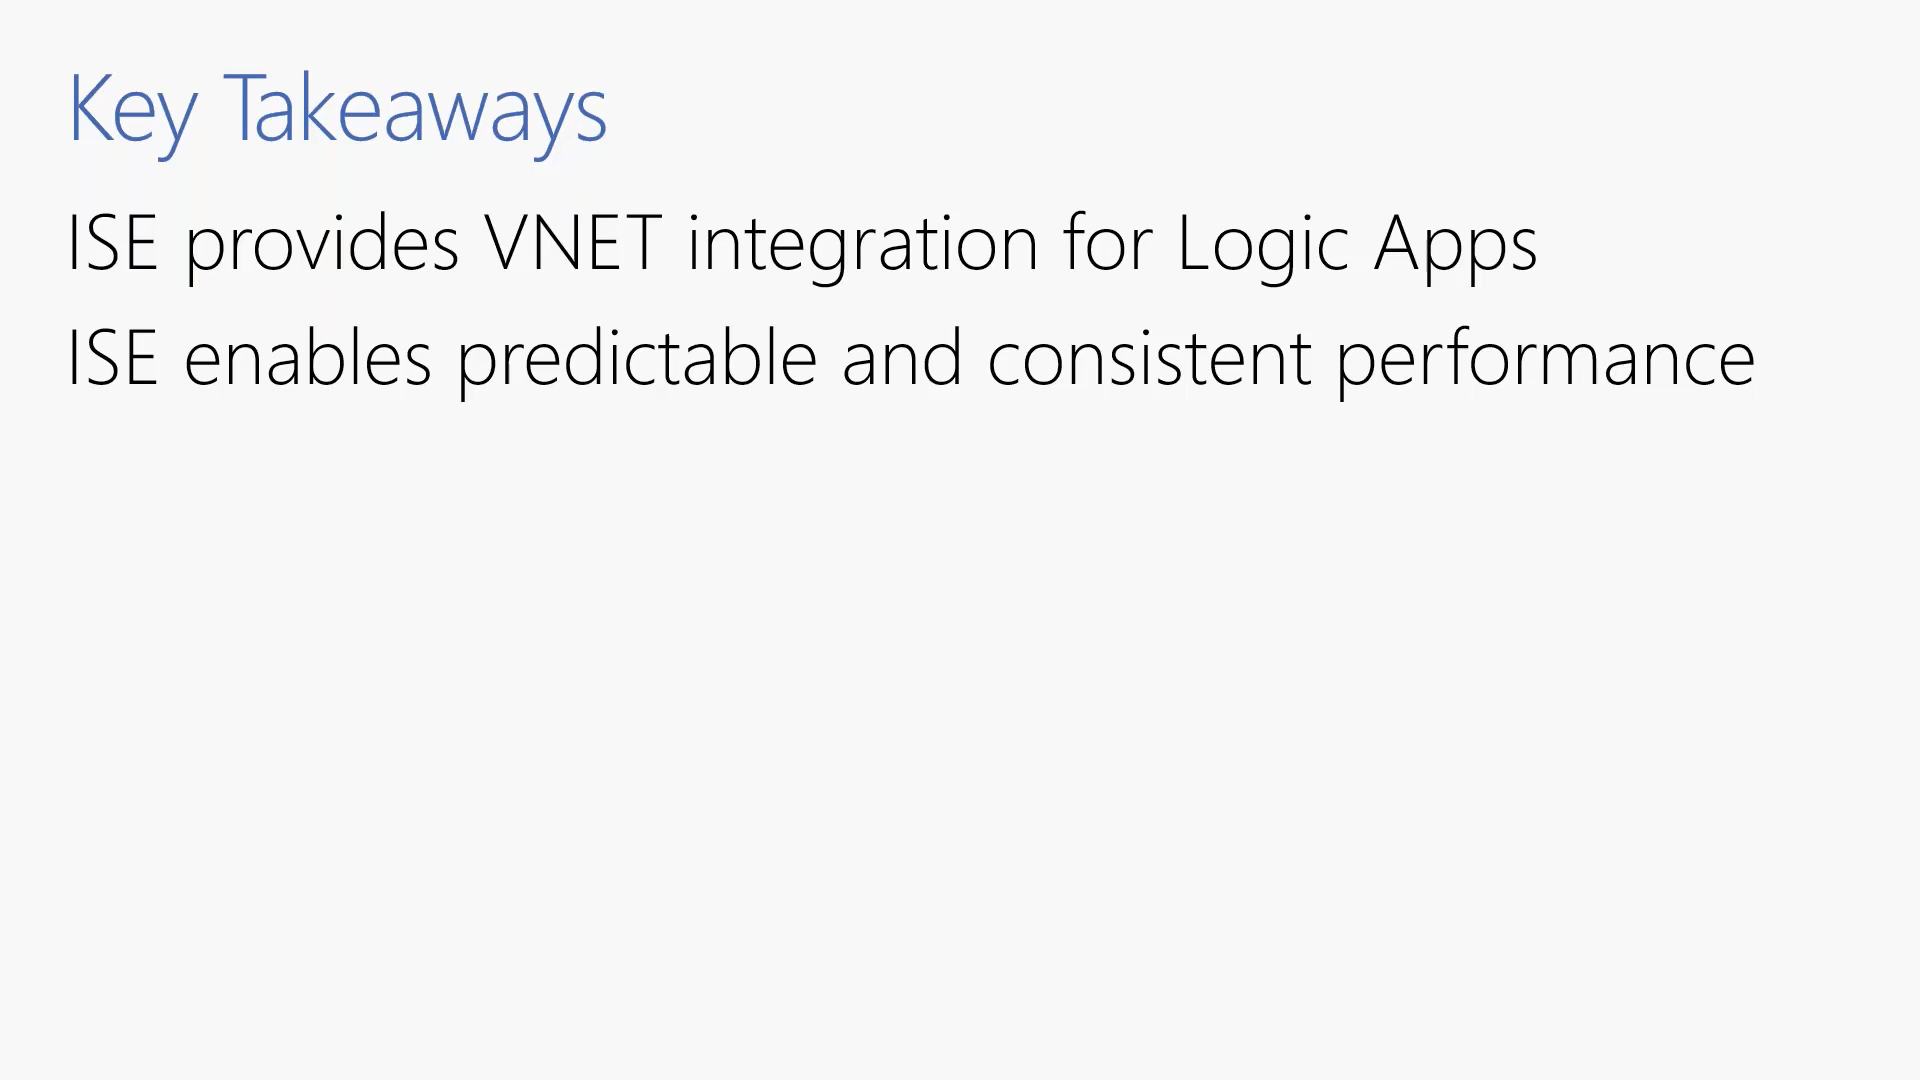 Key Takeaways
ISE provides VNET integration for Logic Apps
ISE enables predictable and consistent performance